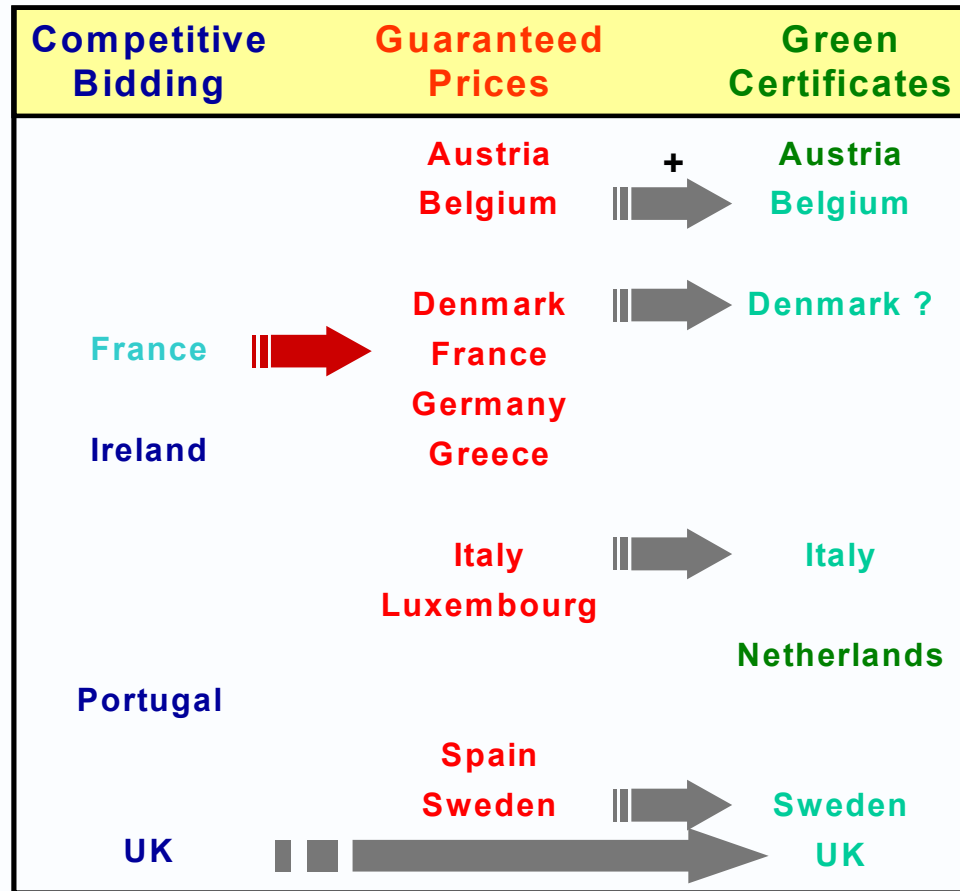 Competitive Bidding
Guaranteed Prices
Green Certificates
Austria + Austria
Belgium Belgium
Denmark Denmark ?
France France
Germany
Ireland Greece
Italy Italy
Luxembourg
Netherlands
Portugal
Spain
Sweden Sweden
UK UK